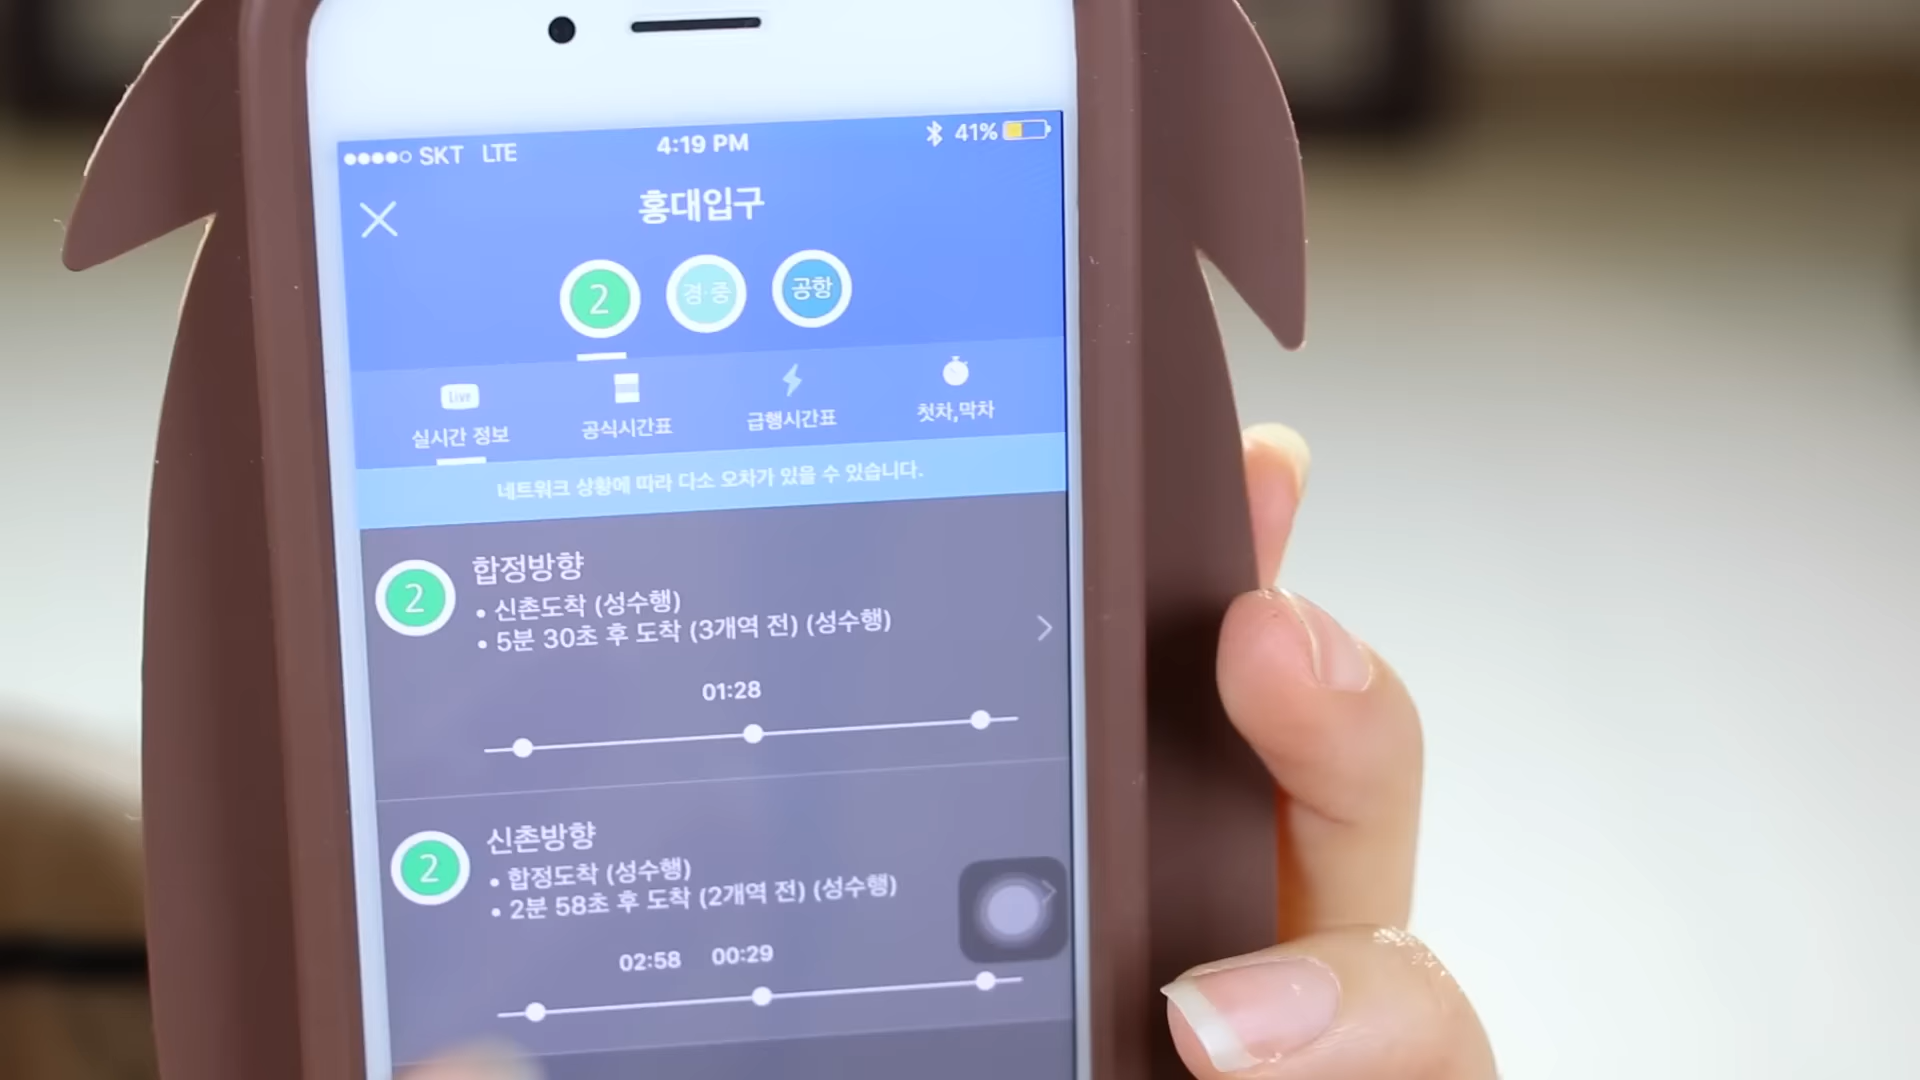 SKT LTE 4:19 PM 41%
홍대입구
2 경·중 공항
Live
실시간 정보 공식시간표 급행시간표 첫차,막차
네트워크 상황에 따라 다소 오차가 있을 수 있습니다.
2 합정방향
• 신촌도착 (성수행)
• 5분 30초 후 도착 (3개역 전) (성수행)
01:28
2 신촌방향
• 합정도착 (성수행)
• 2분 58초 후 도착 (2개역 전) (성수행)
02:58 00:29